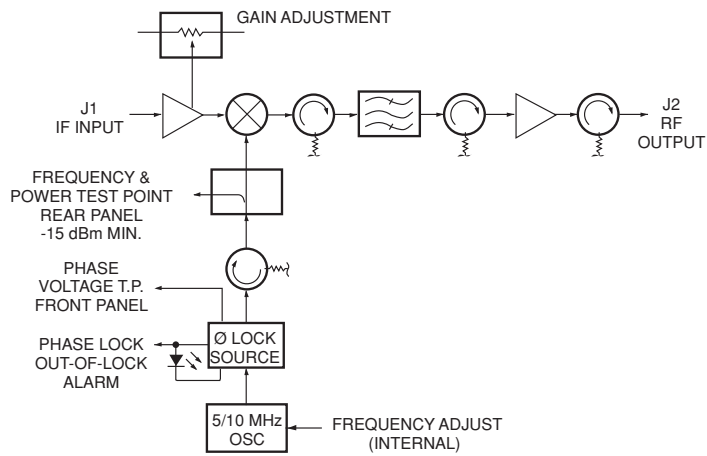 GAIN ADJUSTMENT
J1
IF INPUT
J2
RF
OUTPUT
FREQUENCY &
POWER TEST POINT
REAR PANEL
-15 dBm MIN.
PHASE
VOLTAGE T.P.
FRONT PANEL
PHASE LOCK
OUT-OF-LOCK
ALARM
Ø LOCK
SOURCE
5/10 MHz
OSC
FREQUENCY ADJUST
(INTERNAL)